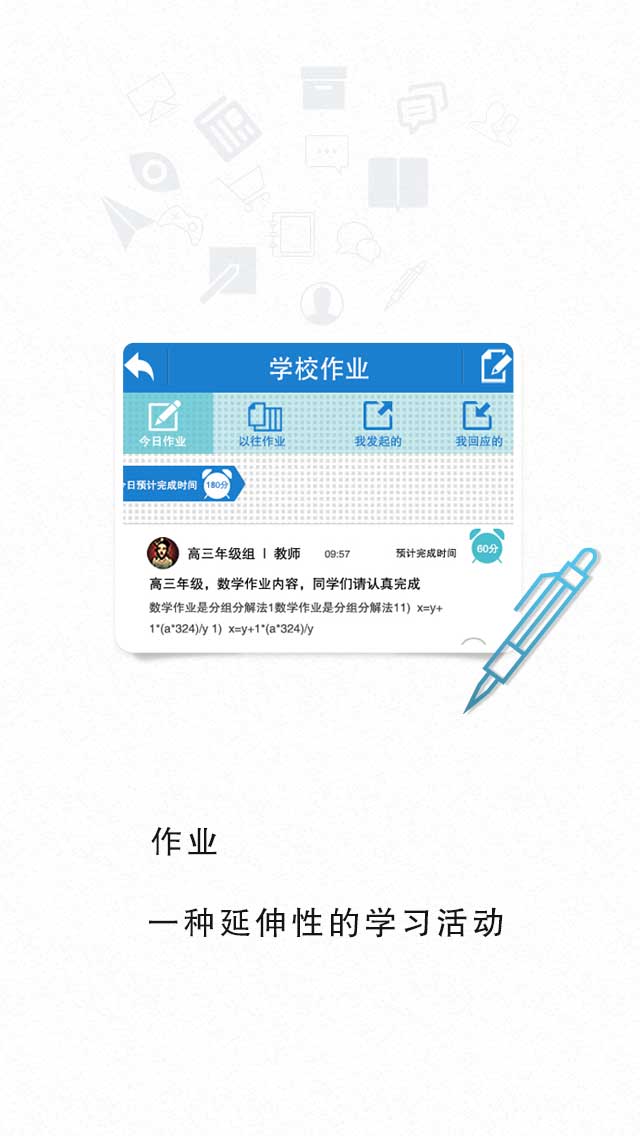 学校作业
今日作业 以往作业 我发起的 我回应的
日预计完成时间 180分
高三年级组 | 教师 09:57 预计完成时间 60分
高三年级，数学作业内容，同学们请认真完成
数学作业是分组分解法1数学作业是分组分解法11) x=y+
1*(a*324)/y 1) x=y+1*(a*324)/y
作业
一种延伸性的学习活动